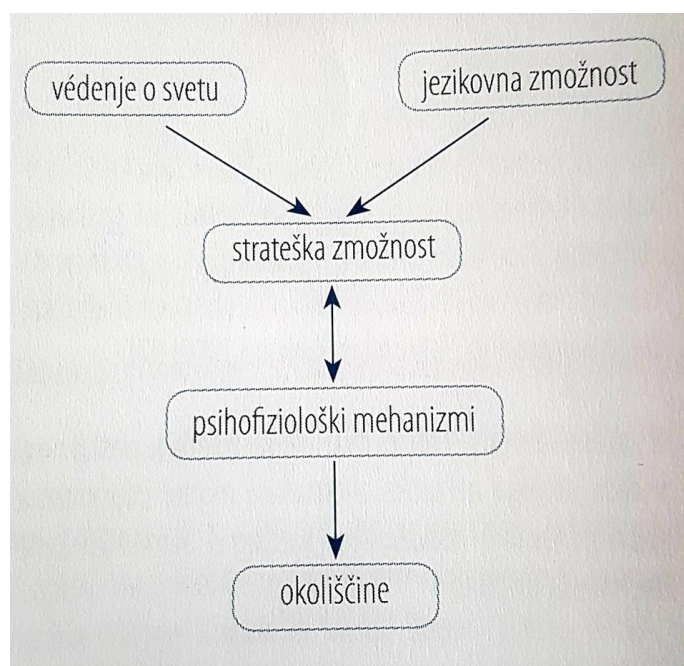 védenje o svetu
jezikovna zmožnost
strateška zmožnost
psihofiziološki mehanizmi
okoliščine